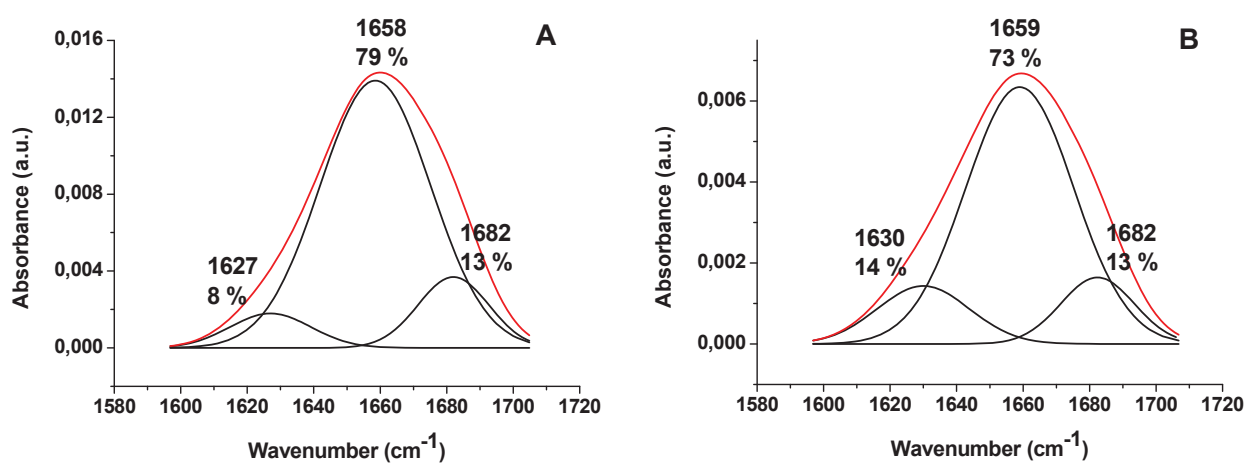 A
1658
79 %
1627
8 %
1682
13 %
0,016
0,012
0,008
0,004
0,000
Absorbance (a.u.)
1580 1600 1620 1640 1660 1680 1700 1720
Wavenumber (cm⁻¹)
B
1659
73 %
1630
14 %
1682
13 %
0,006
0,004
0,002
0,000
Absorbance (a.u.)
1580 1600 1620 1640 1660 1680 1700 1720
Wavenumber (cm⁻¹)